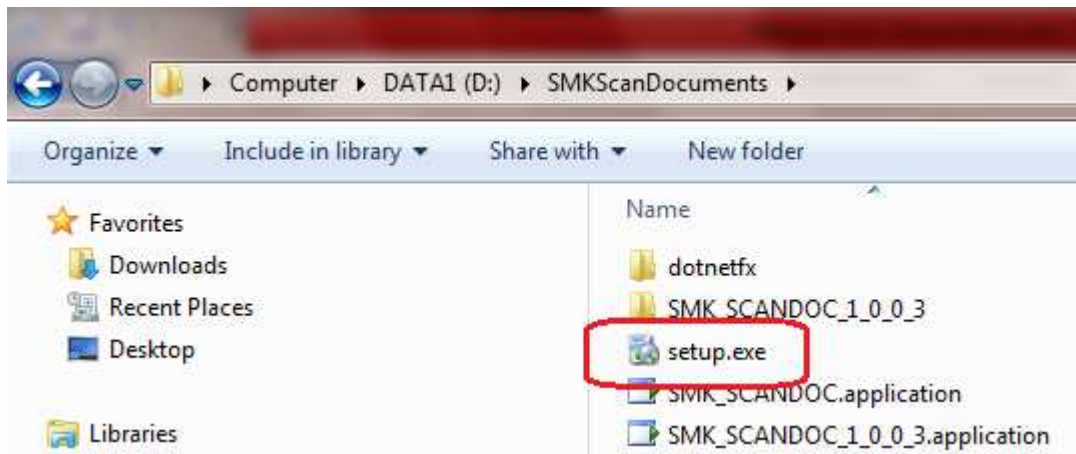 Computer ▸ DATA1 (D:) ▸ SMKScanDocuments ▸
Organize ▾ Include in library ▾ Share with ▾ New folder
Favorites
Downloads
Recent Places
Desktop
Libraries
Name
dotnetfx
SMK_SCANDOC_1_0_0_3
setup.exe
SMK_SCANDOC.application
SMK_SCANDOC_1_0_0_3.application